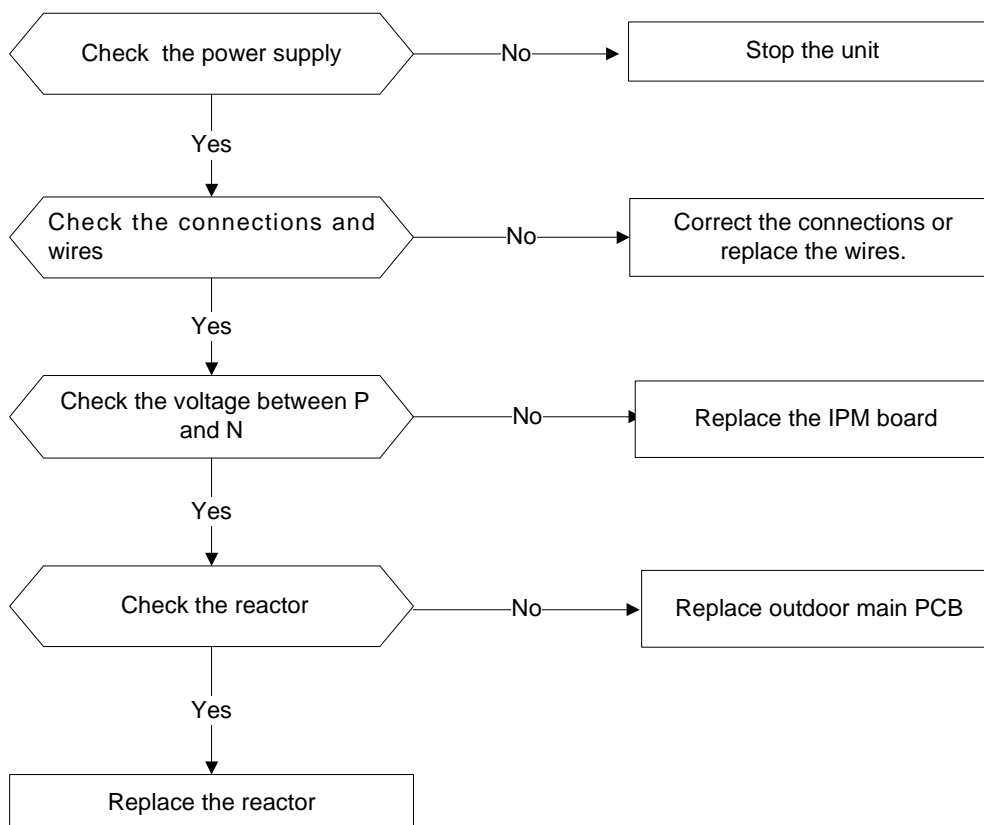 Check the power supply
No
Stop the unit
Yes
Check the connections and
wires
No
Correct the connections or
replace the wires.
Yes
Check the voltage between P
and N
No
Replace the IPM board
Yes
Check the reactor
No
Replace outdoor main PCB
Yes
Replace the reactor